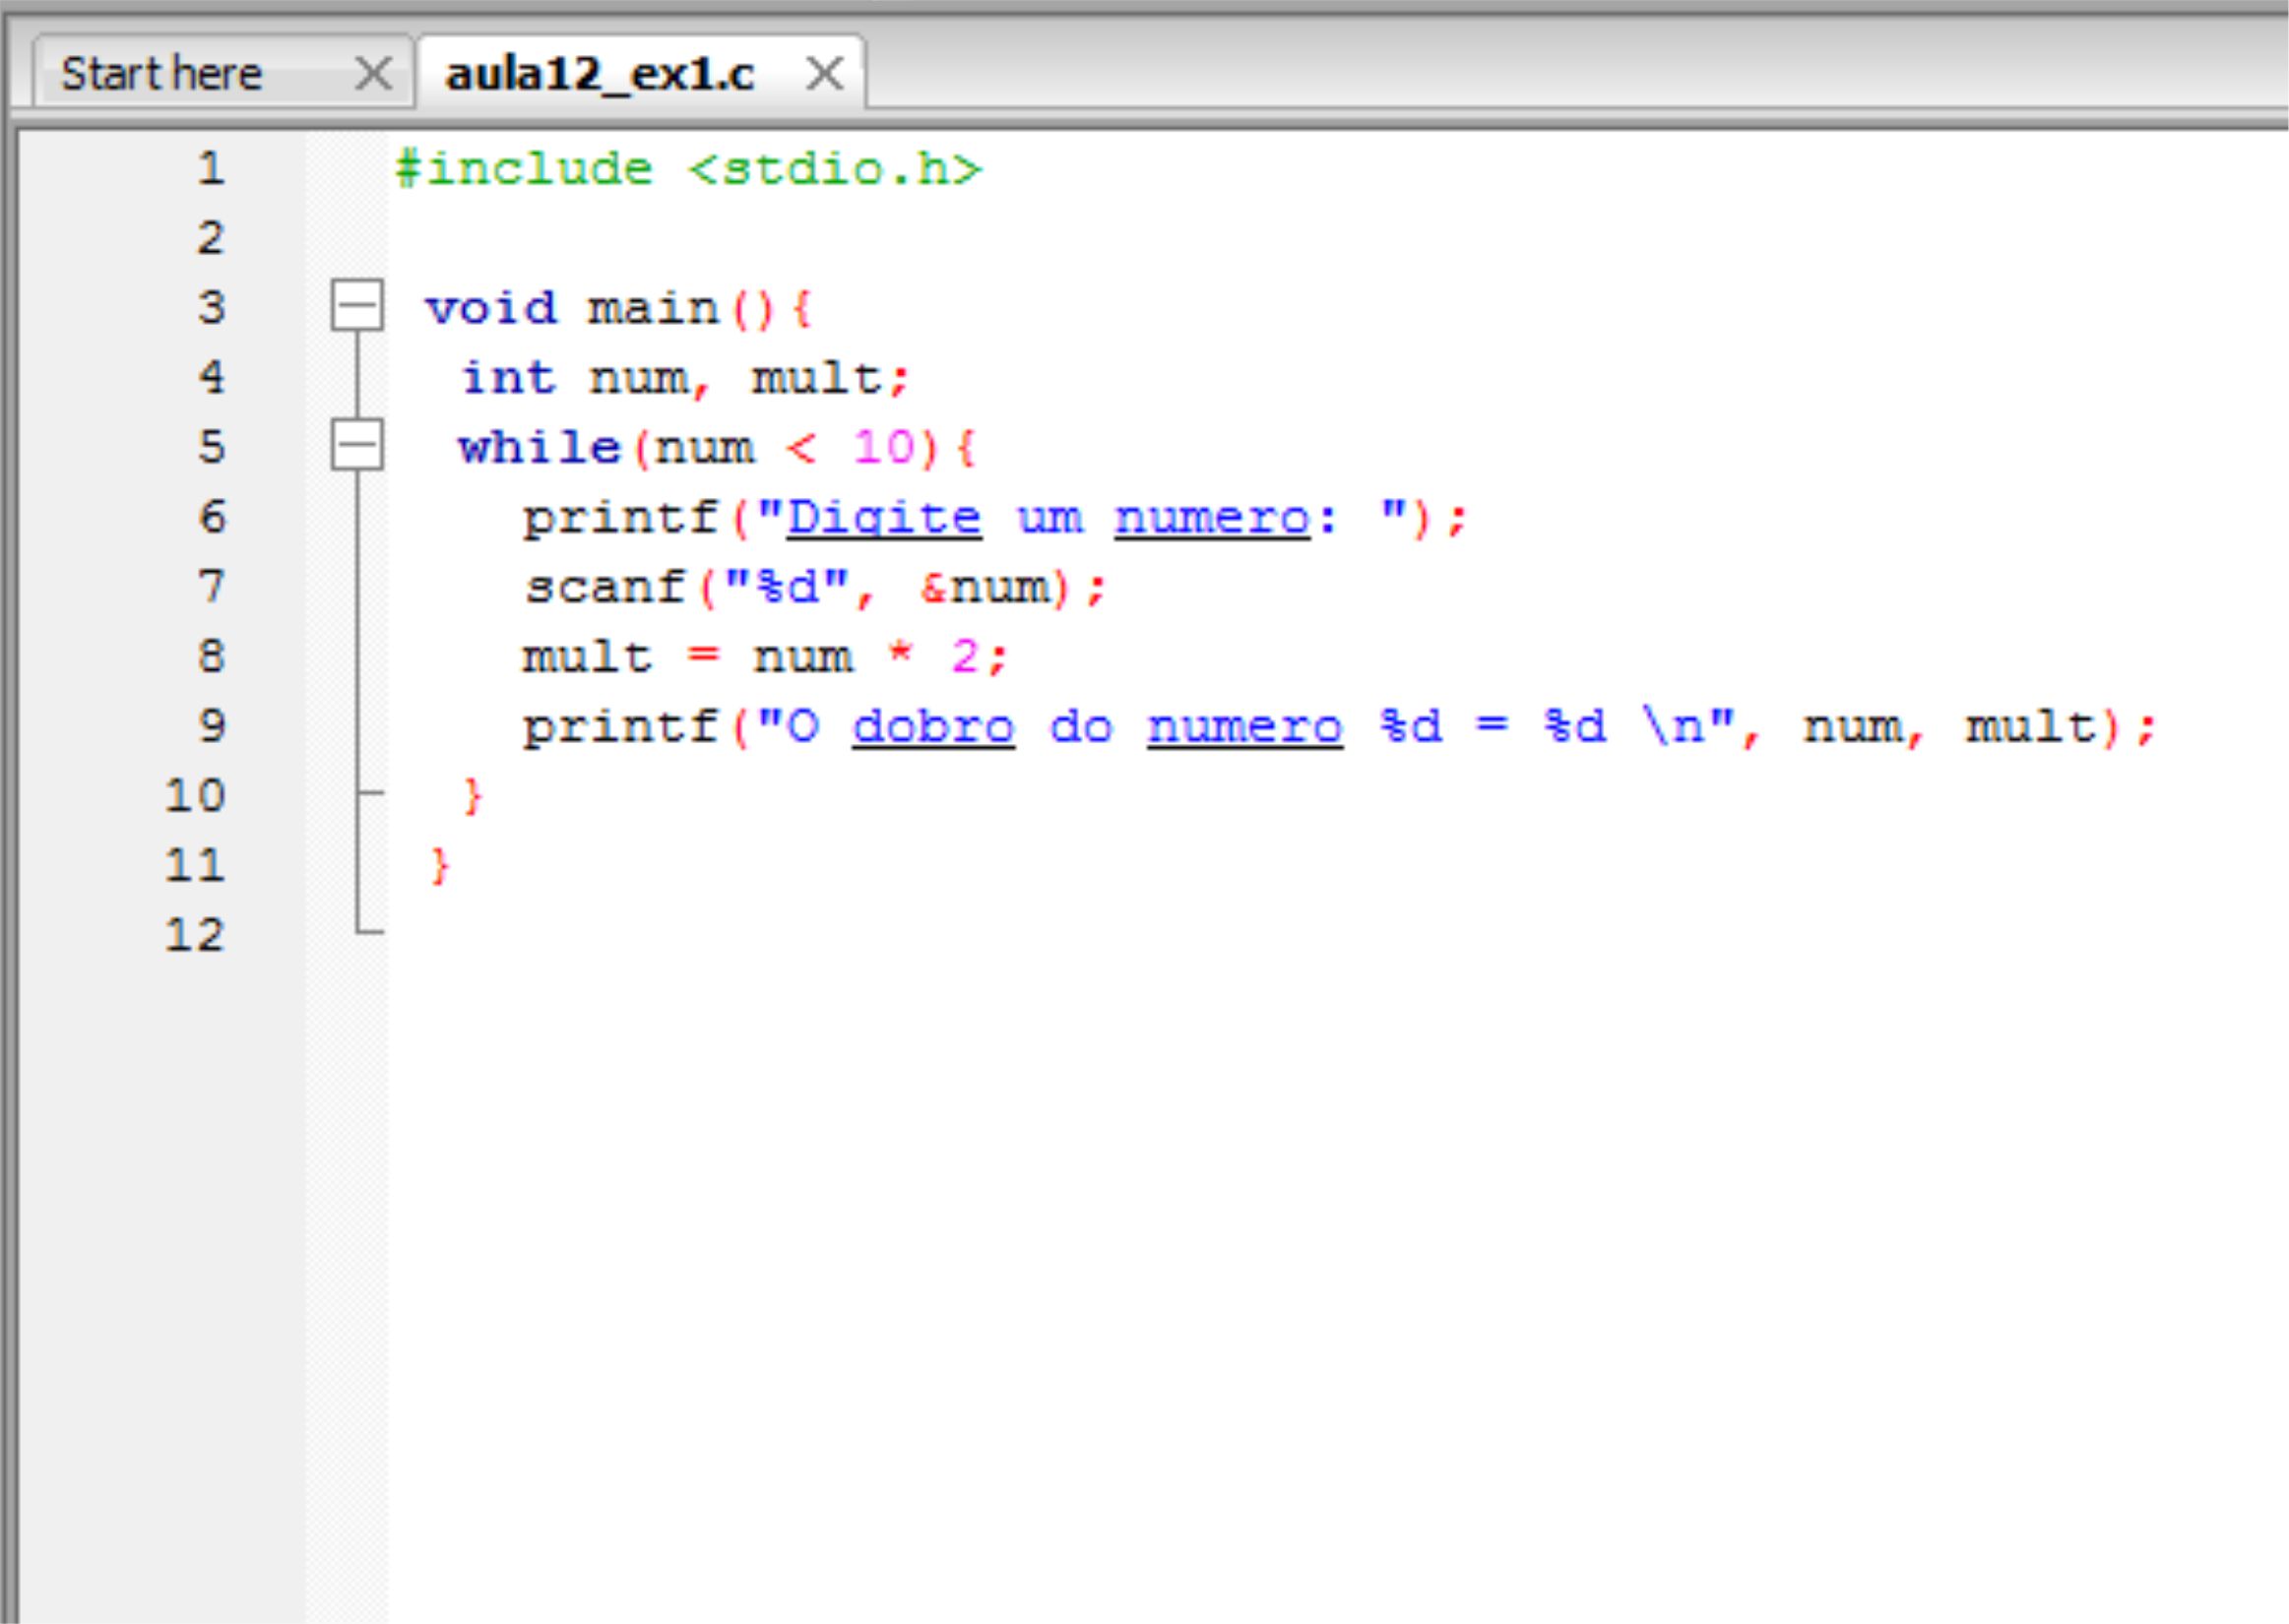 Start here aula12_ex1.c
1 #include <stdio.h>
2
3 void main(){
4 int num, mult;
5 while(num < 10){
6 printf("Digite um numero: ");
7 scanf("%d", &num);
8 mult = num * 2;
9 printf("O dobro do numero %d = %d \n", num, mult);
10 }
11 }
12